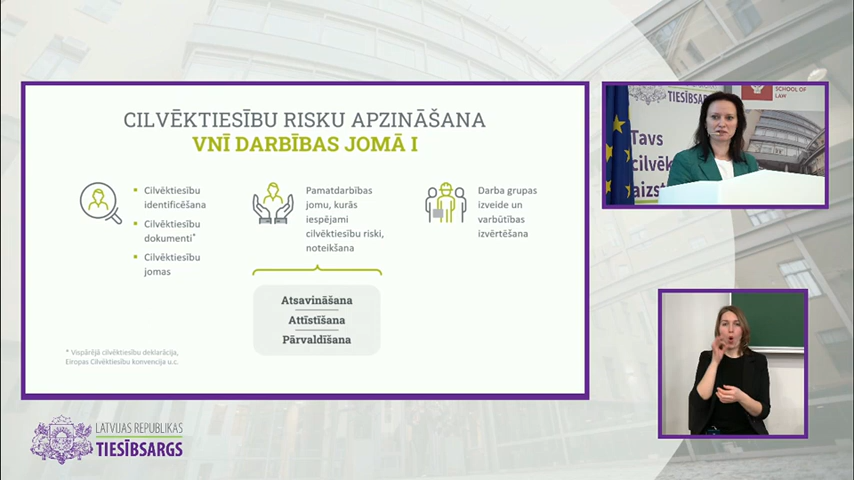 CILVĒKTIESĪBU RISKU APZINĀŠANA
VNĪ DARBĪBAS JOMĀ I
Cilvēktiesību
identificēšana
Cilvēktiesību
dokumenti*
Cilvēktiesību
jomas
Pamatdarbības
jomu, kurās
iespējami
cilvēktiesību riski,
noteikšana
Darba grupas
izveide un
varbūtības
izvērtēšana
Atsavināšana
Attīstīšana
Pārvaldīšana
* Vispārējā cilvēktiesību deklarācija,
Eiropas Cilvēktiesību konvencija u.c.
TIESĪBSARGS
SCHOOL OF
LAW
Tavs
cilvēk
aizst
LATVIJAS REPUBLIKAS
TIESĪBSARGS